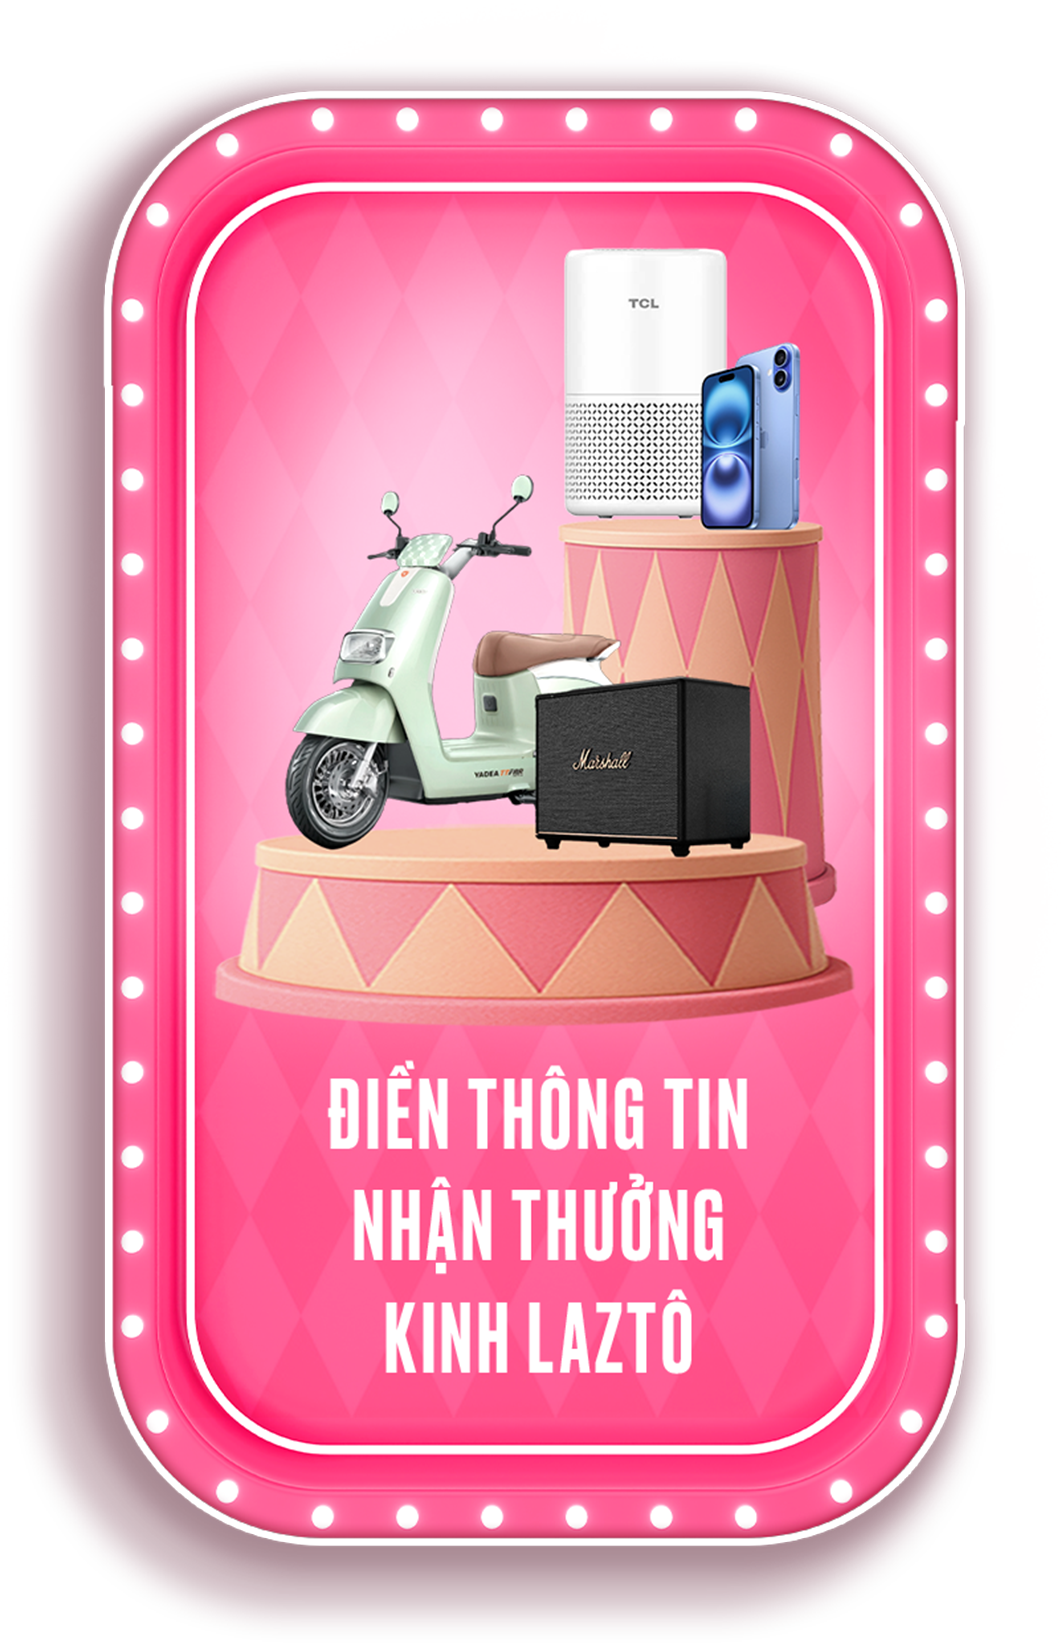 TCL
YADEA
Marshall
ĐIỀN THÔNG TIN
NHẬN THƯỞNG
KINH LAZTÔ